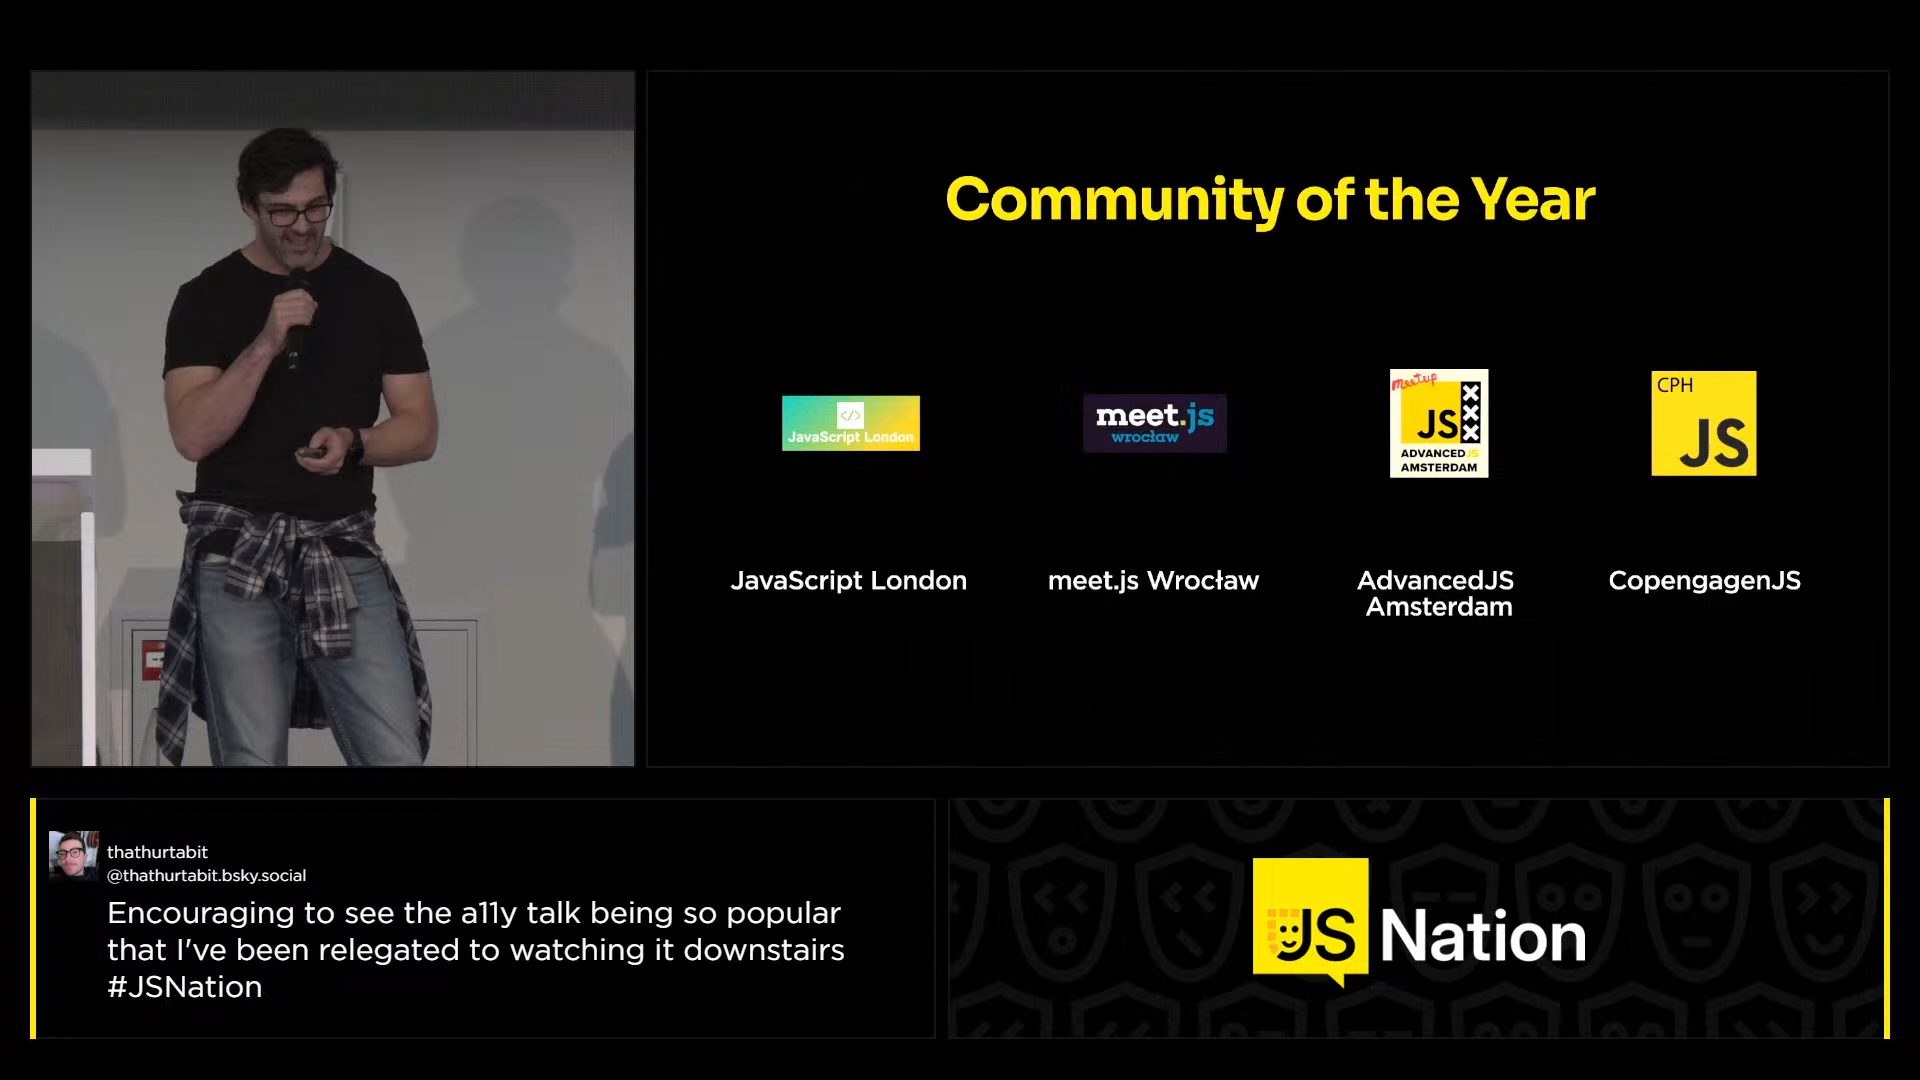 Community of the Year
</>
JavaScript London
meet.js
wrocław
Meetup
JS
XXX
ADVANCEDJS
AMSTERDAM
CPH
JS
JavaScript London
meet.js Wrocław
AdvancedJS
Amsterdam
CopengagenJS
thathurtabit
@thathurtabit.bsky.social
Encouraging to see the a11y talk being so popular
that I've been relegated to watching it downstairs
#JSNation
JS Nation